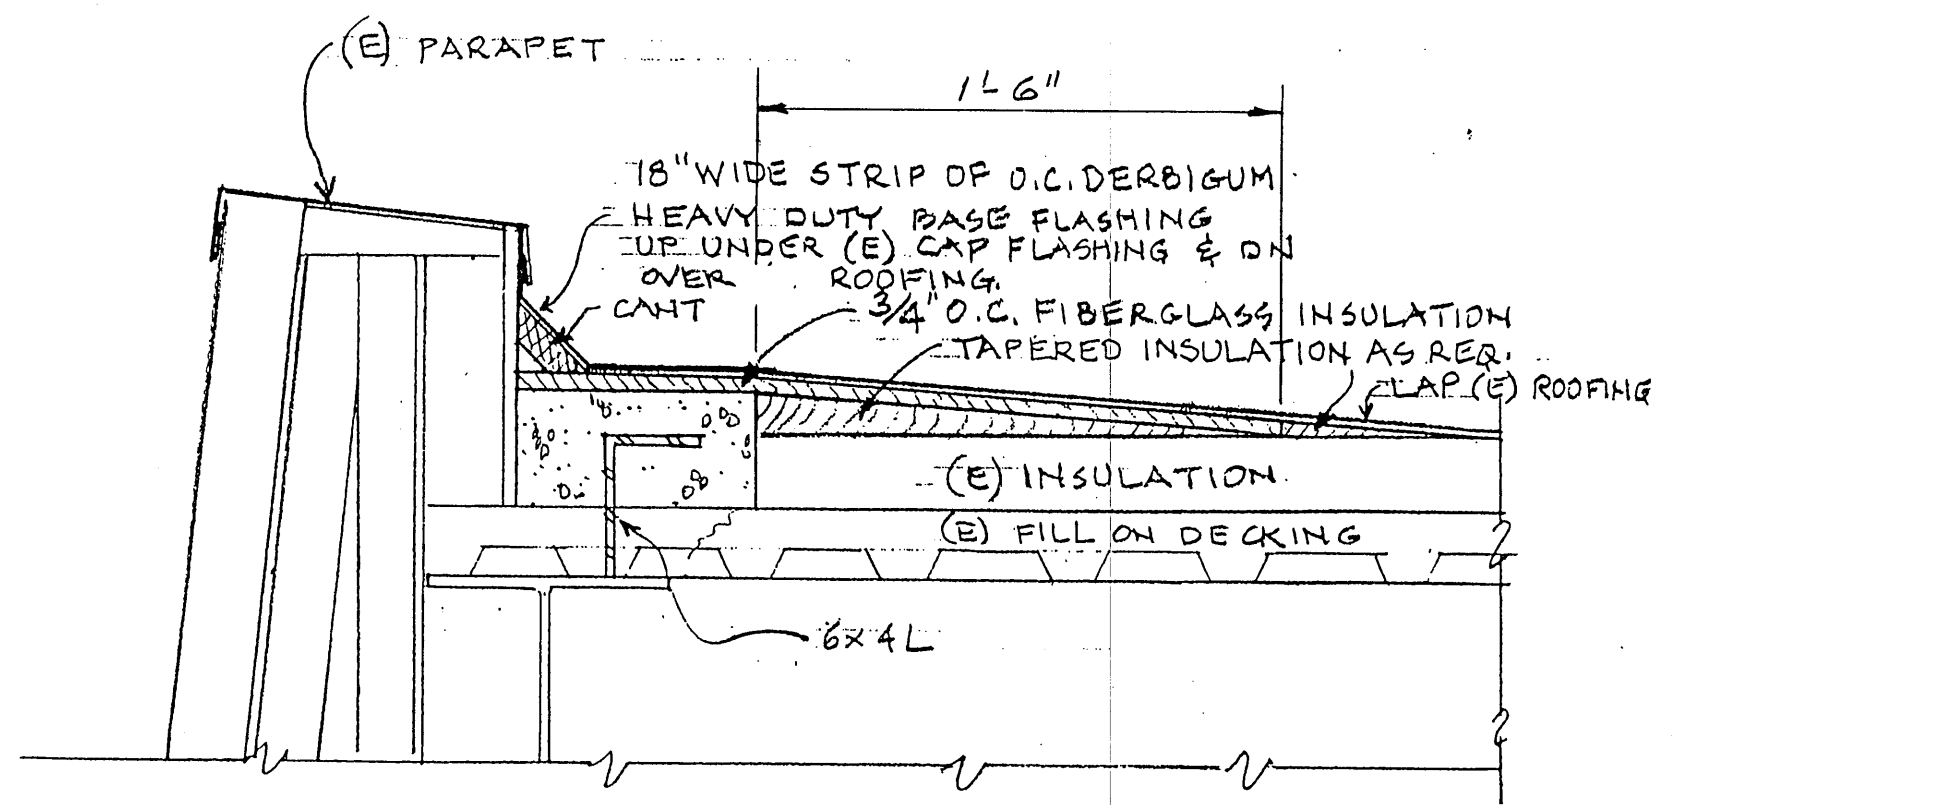 (E) PARAPET
1'-6"
18" WIDE STRIP OF O.C. DERBIGUM
HEAVY DUTY BASE FLASHING
UP UNDER (E) CAP FLASHING & DN
OVER ROOFING.
CANT
3/4" O.C. FIBERGLASS INSULATION
TAPERED INSULATION AS REQ.
LAP (E) ROOFING
(E) INSULATION
(E) FILL ON DECKING
6x4L